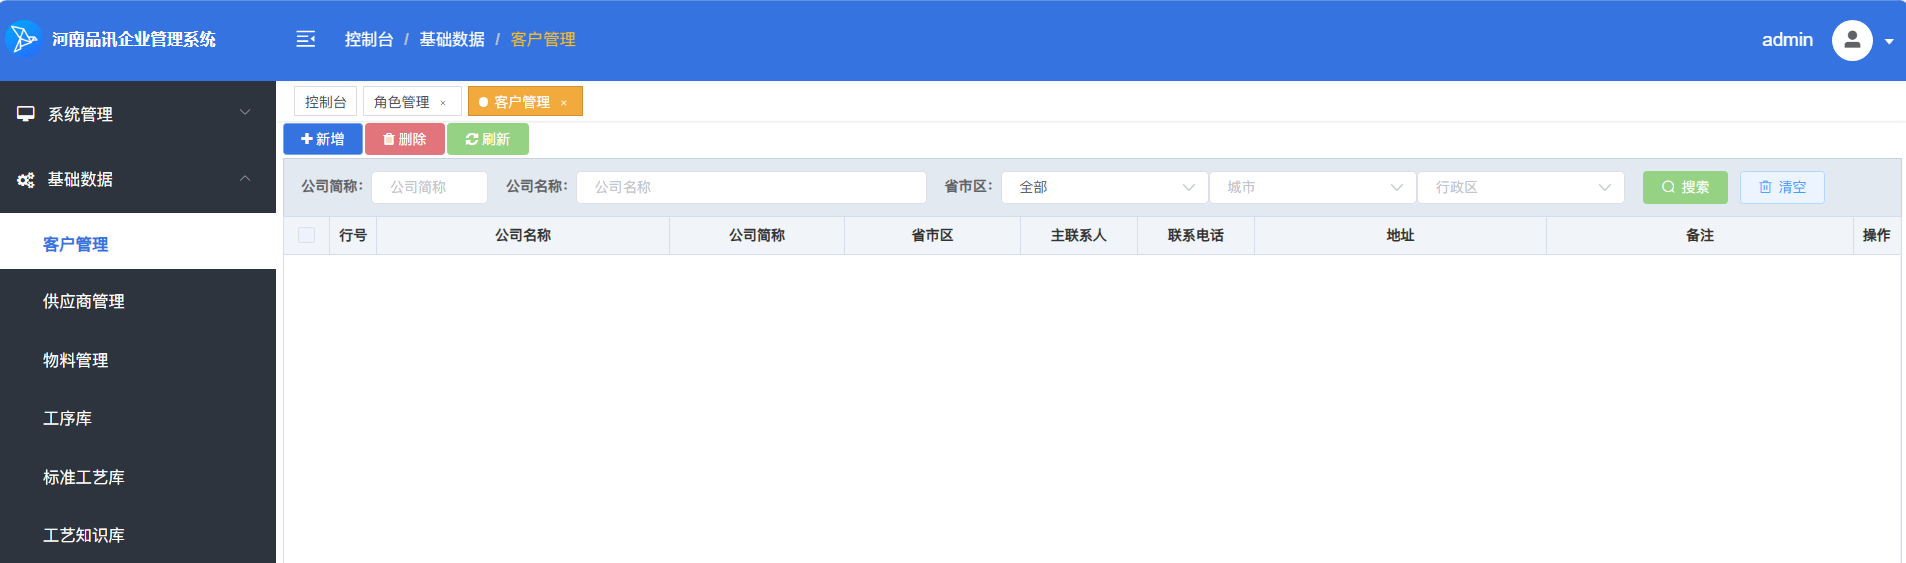 河南品讯企业管理系统
控制台 / 基础数据 / 客户管理
admin
系统管理
基础数据
客户管理
供应商管理
物料管理
工序库
标准工艺库
工艺知识库
控制台 角色管理 × 客户管理 ×
新增 删除 刷新
公司简称: 公司简称 公司名称: 公司名称 省市区: 全部 城市 行政区 搜索 清空
行号 公司名称 公司简称 省市区 主联系人 联系电话 地址 备注 操作